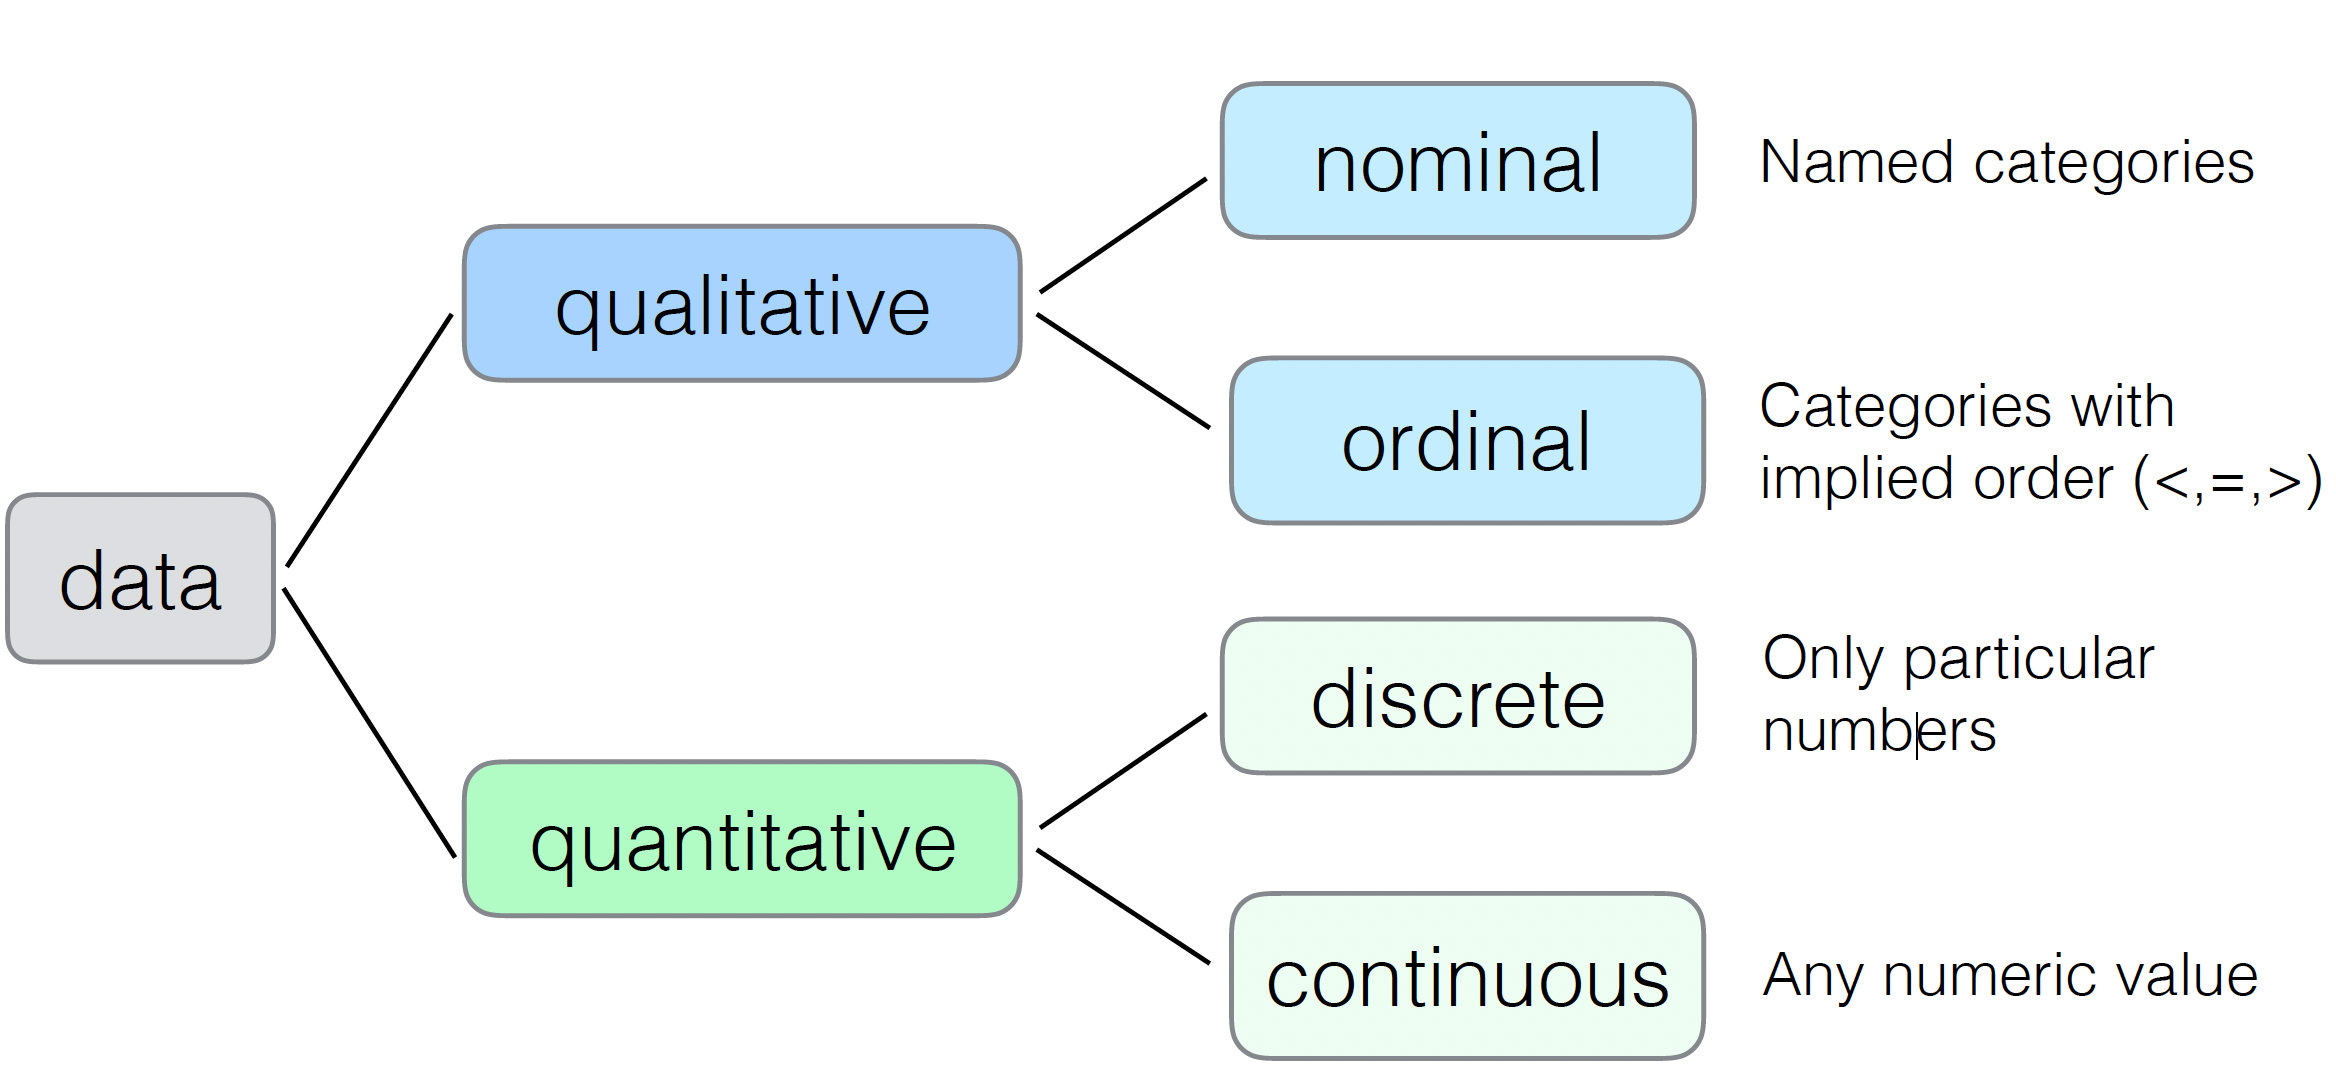 data
qualitative
quantitative
nominal
Named categories
ordinal
Categories with
implied order (<,=,>)
discrete
Only particular
numbers
continuous
Any numeric value